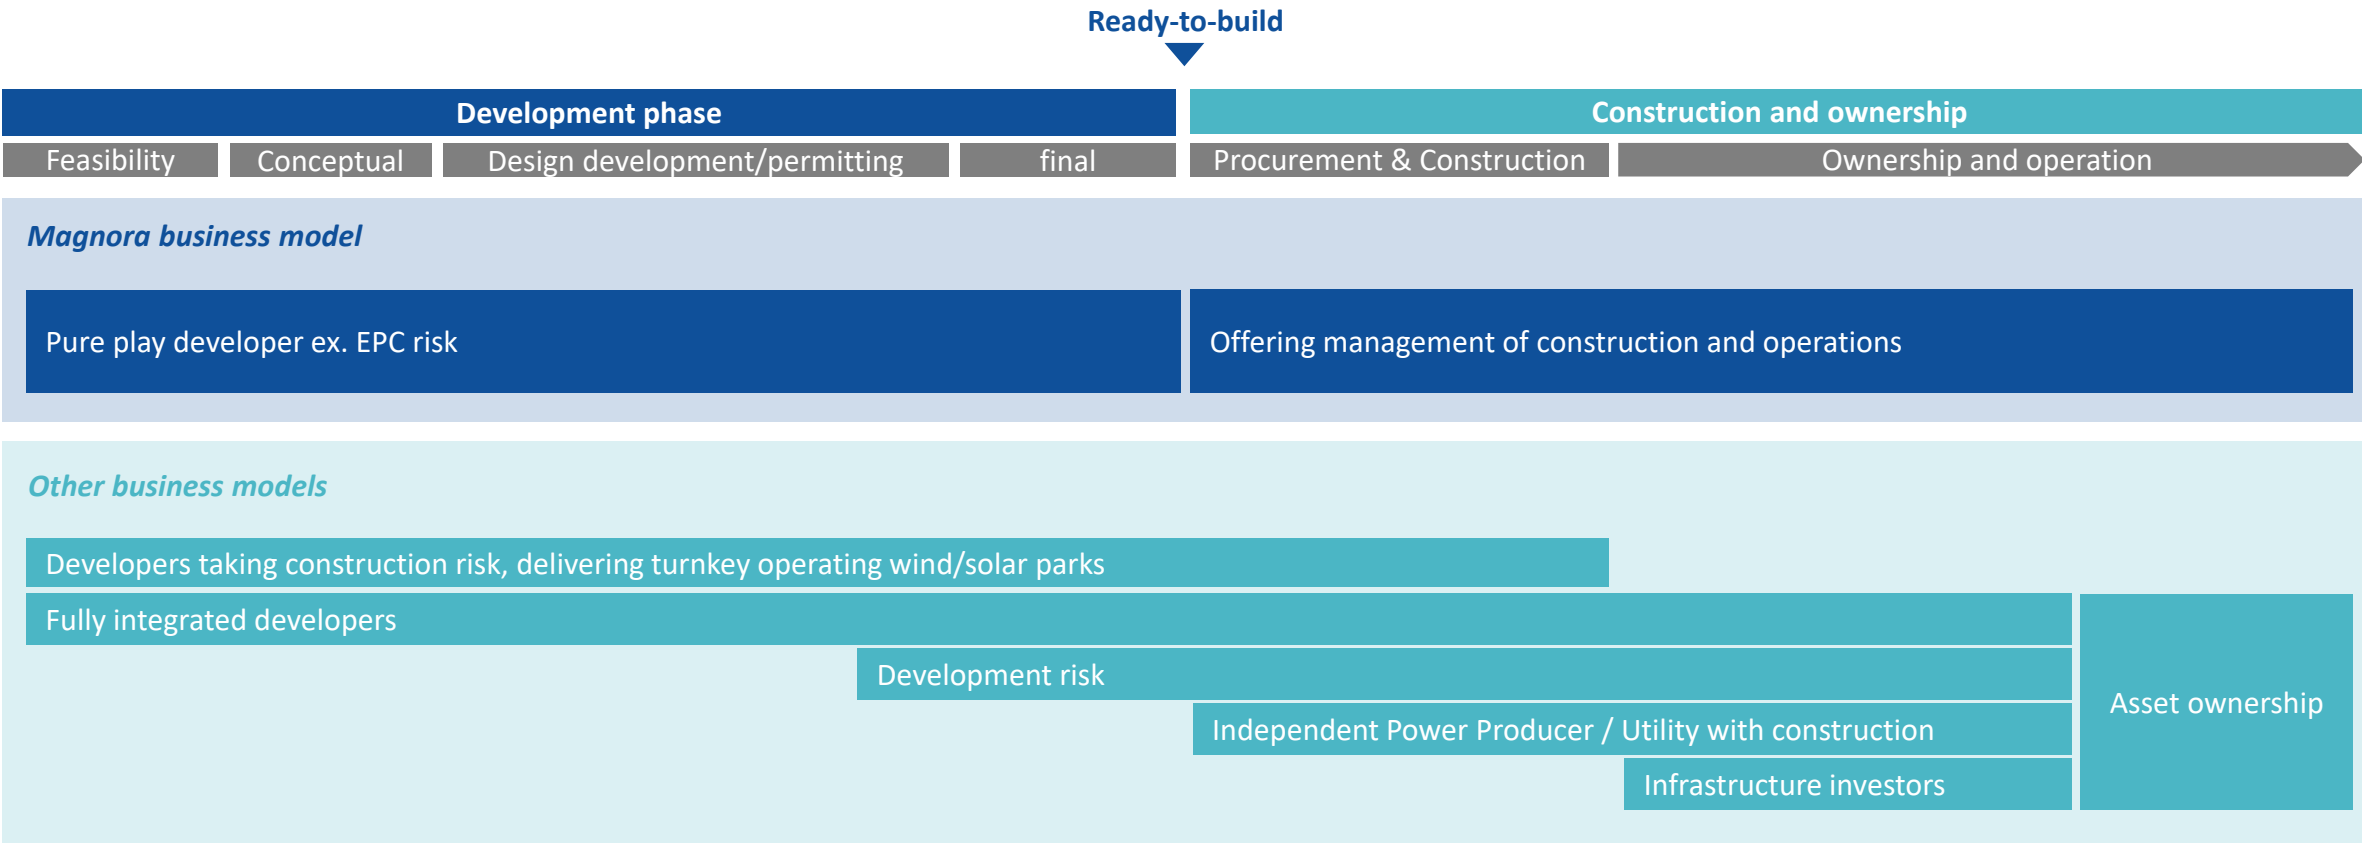 Ready-to-build
Development phase
Construction and ownership
Feasibility
Conceptual
Design development/permitting
final
Procurement & Construction
Ownership and operation
Magnora business model
Pure play developer ex. EPC risk
Offering management of construction and operations
Other business models
Developers taking construction risk, delivering turnkey operating wind/solar parks
Fully integrated developers
Development risk
Independent Power Producer / Utility with construction
Infrastructure investors
Asset ownership